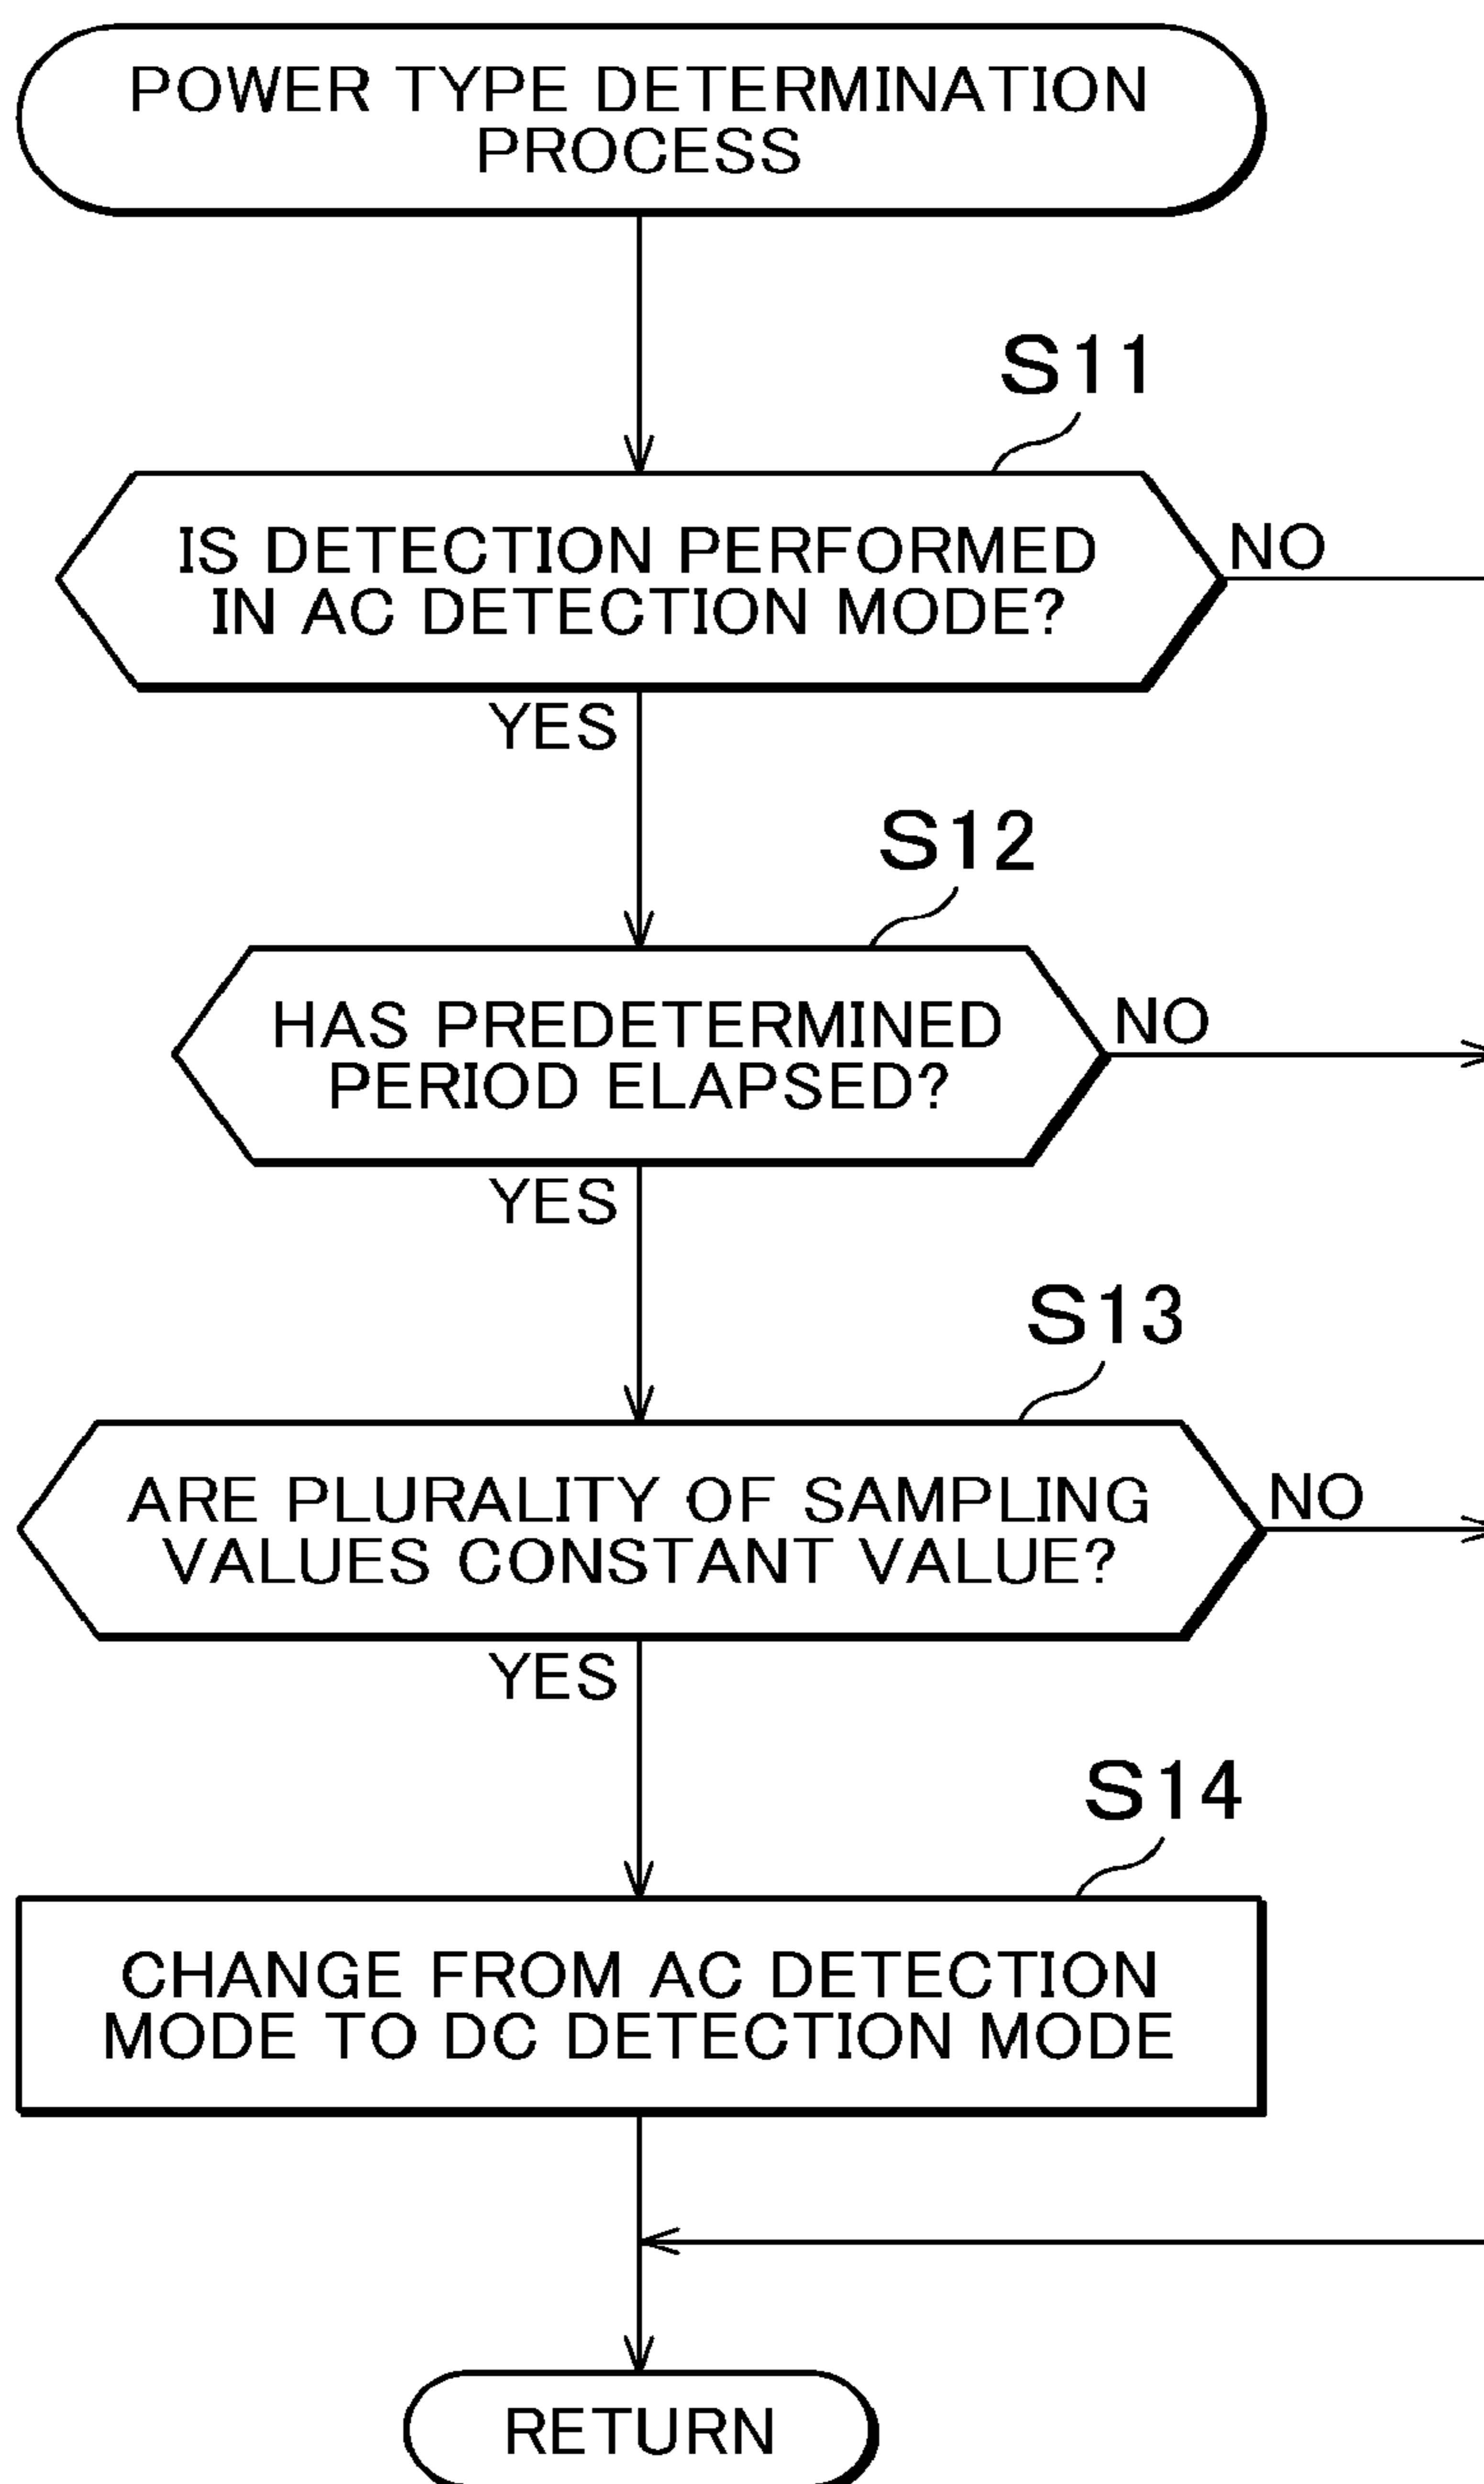 POWER TYPE DETERMINATION
PROCESS
S11
IS DETECTION PERFORMED
IN AC DETECTION MODE?
NO
YES
S12
HAS PREDETERMINED
PERIOD ELAPSED?
NO
YES
S13
ARE PLURALITY OF SAMPLING
VALUES CONSTANT VALUE?
NO
YES
S14
CHANGE FROM AC DETECTION
MODE TO DC DETECTION MODE
RETURN